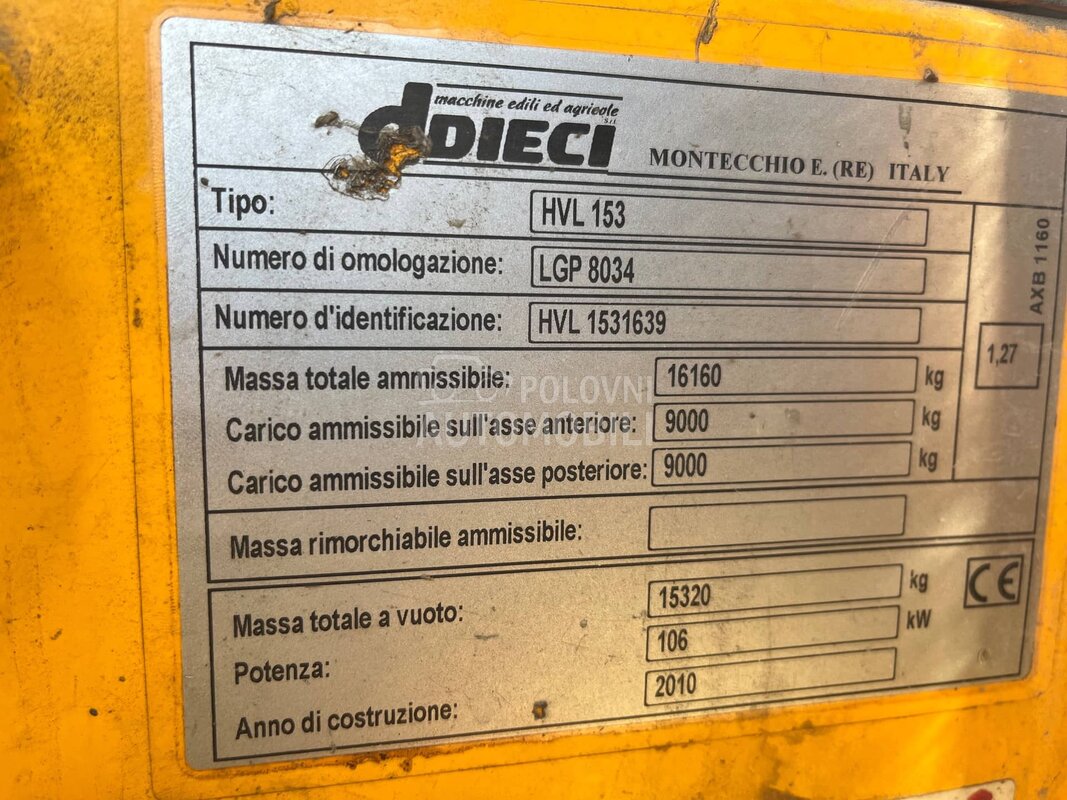 macchine edili ed agricole
s.r.l.
dDIECI
MONTECCHIO E. (RE) ITALY
Tipo: HVL 153
Numero di omologazione: LGP 8034
Numero d'identificazione: HVL 1531639
AXB 1160
1,27
Massa totale ammissibile: 16160 kg
Carico ammissibile sull'asse anteriore: 9000 kg
Carico ammissibile sull'asse posteriore: 9000 kg
POLOVNI
AUTOMOBILI
Massa rimorchiabile ammissibile:
Massa totale a vuoto: 15320 kg
Potenza: 106 kW
Anno di costruzione: 2010
CE